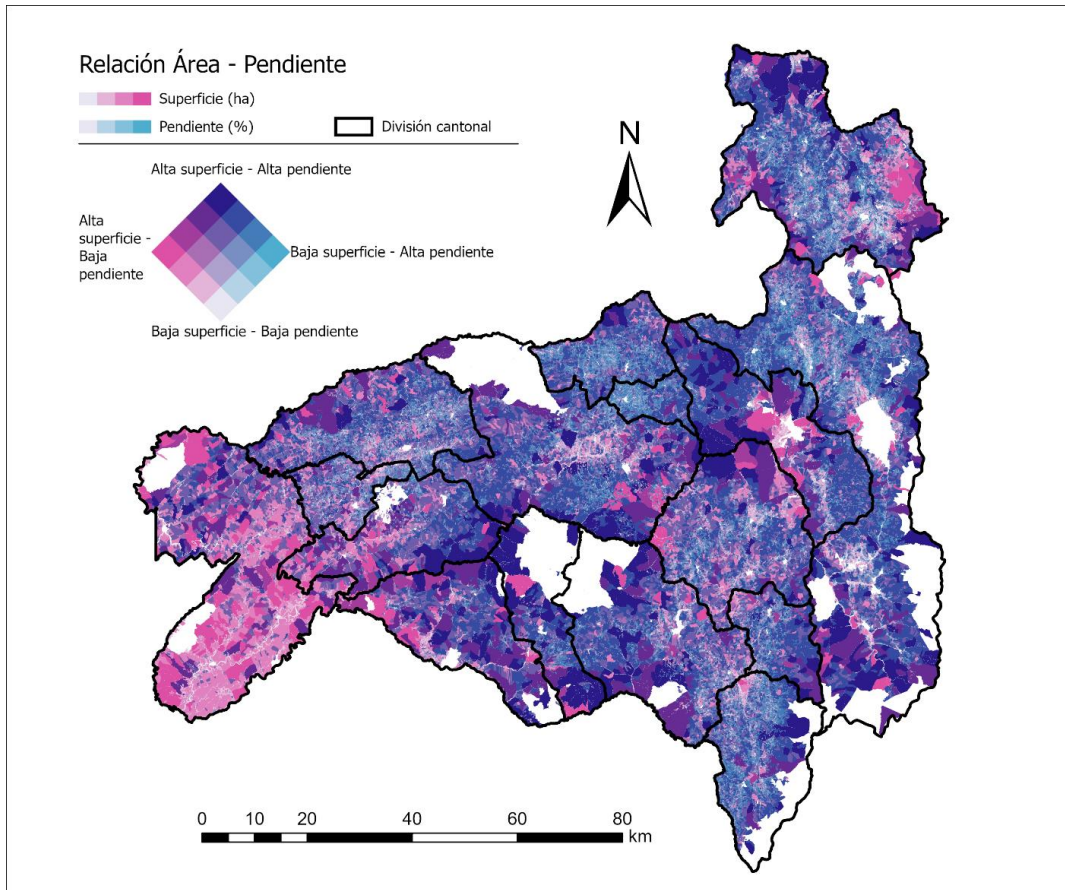 Relación Área - Pendiente
Superficie (ha)
Pendiente (%)
División cantonal
N
Alta superficie - Alta pendiente
Alta
superficie -
Baja
pendiente
Baja superficie - Alta pendiente
Baja superficie - Baja pendiente
0 10 20 40 60 80
km